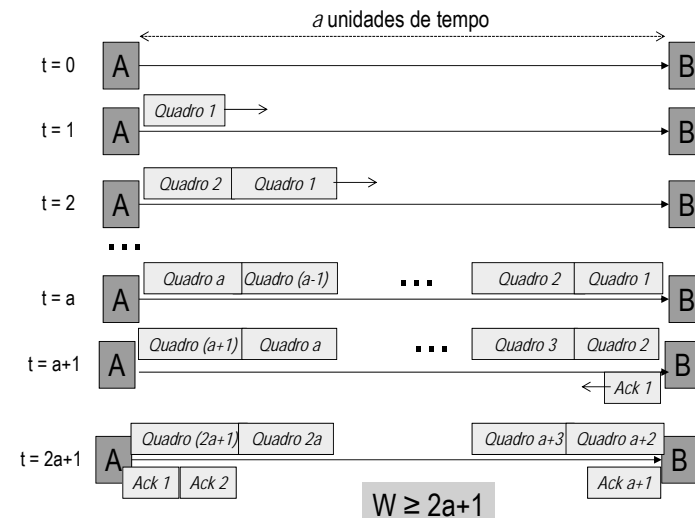 a unidades de tempo
t = 0 A B
Quadro 1
t = 1 A B
Quadro 2 Quadro 1
t = 2 A B
...
Quadro a Quadro (a-1) ... Quadro 2 Quadro 1
t = a A B
Quadro (a+1) Quadro a ... Quadro 3 Quadro 2
t = a+1 A B
Ack 1
Quadro (2a+1) Quadro 2a Quadro a+3 Quadro a+2
t = 2a+1 A B
Ack 1 Ack 2 Ack a+1
W ≥ 2a+1